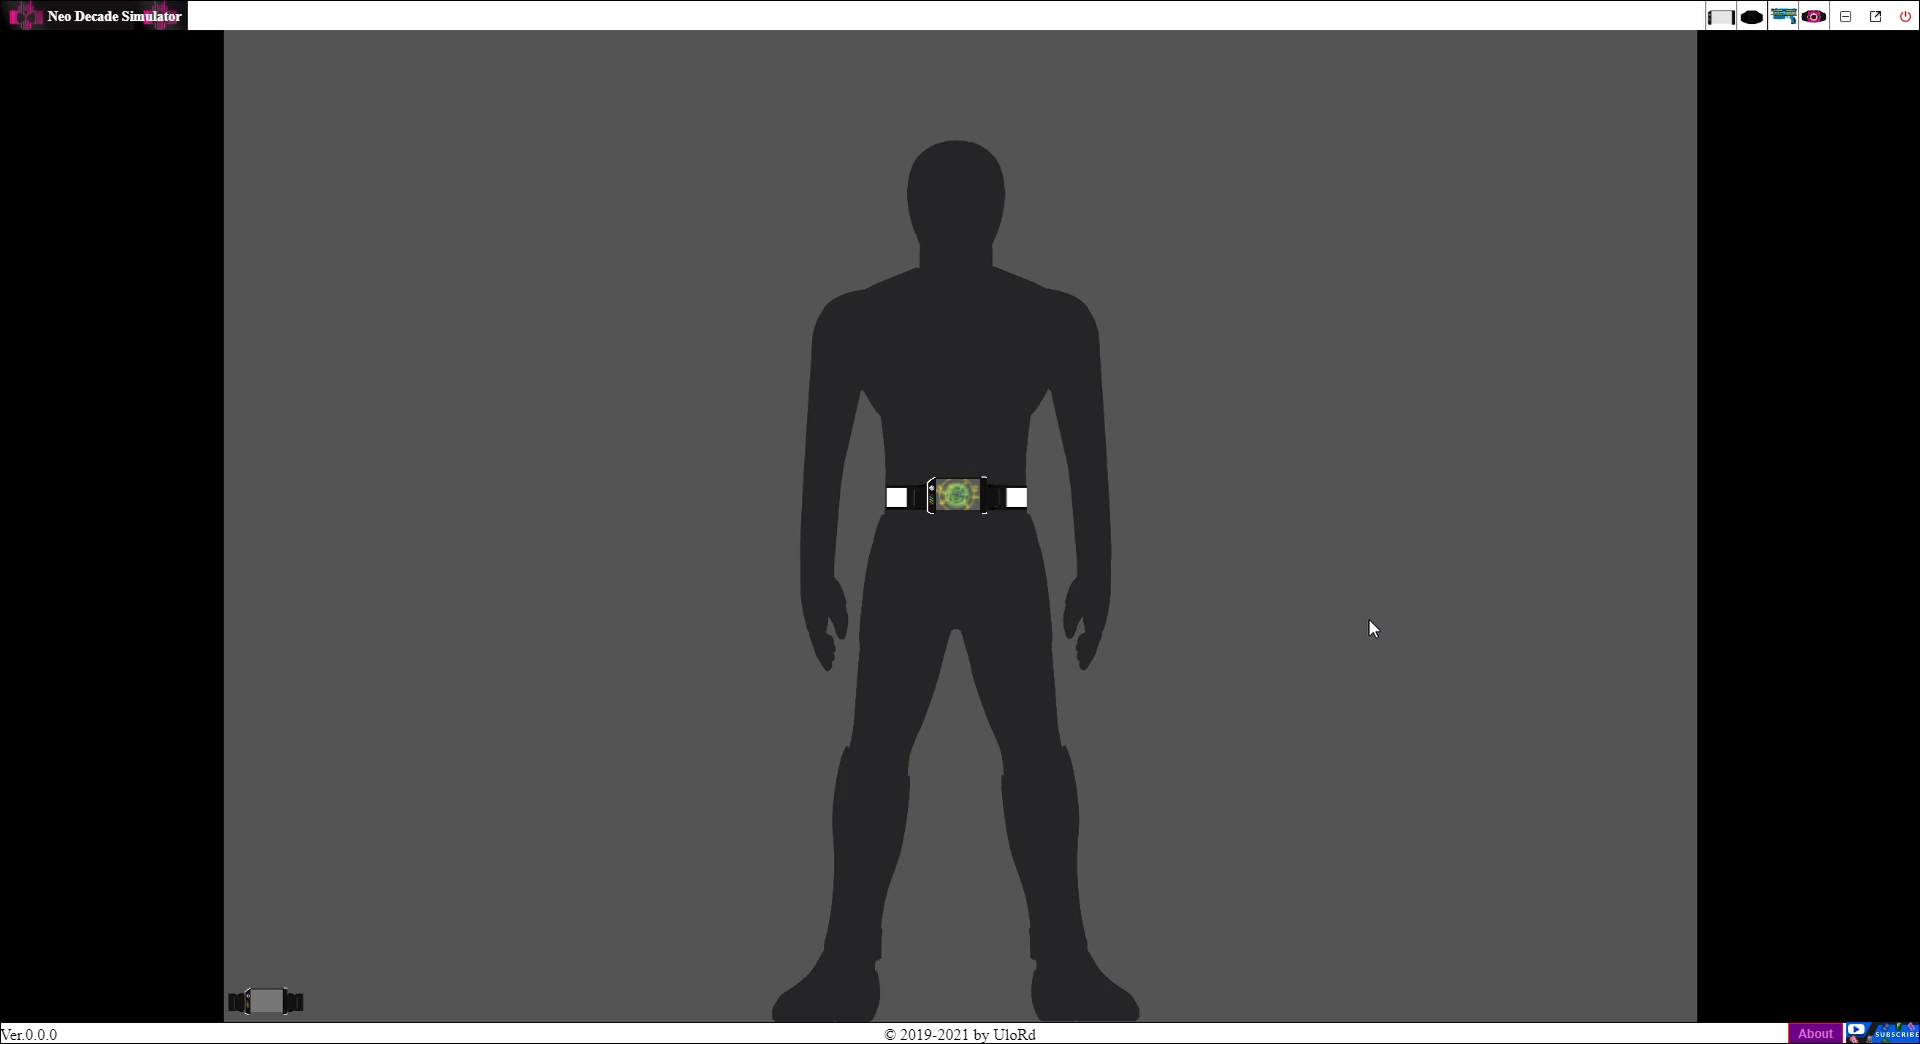 Neo Decade Simulator
Ver.0.0.0
© 2019-2021 by UloRd
About
SUBSCRIBE